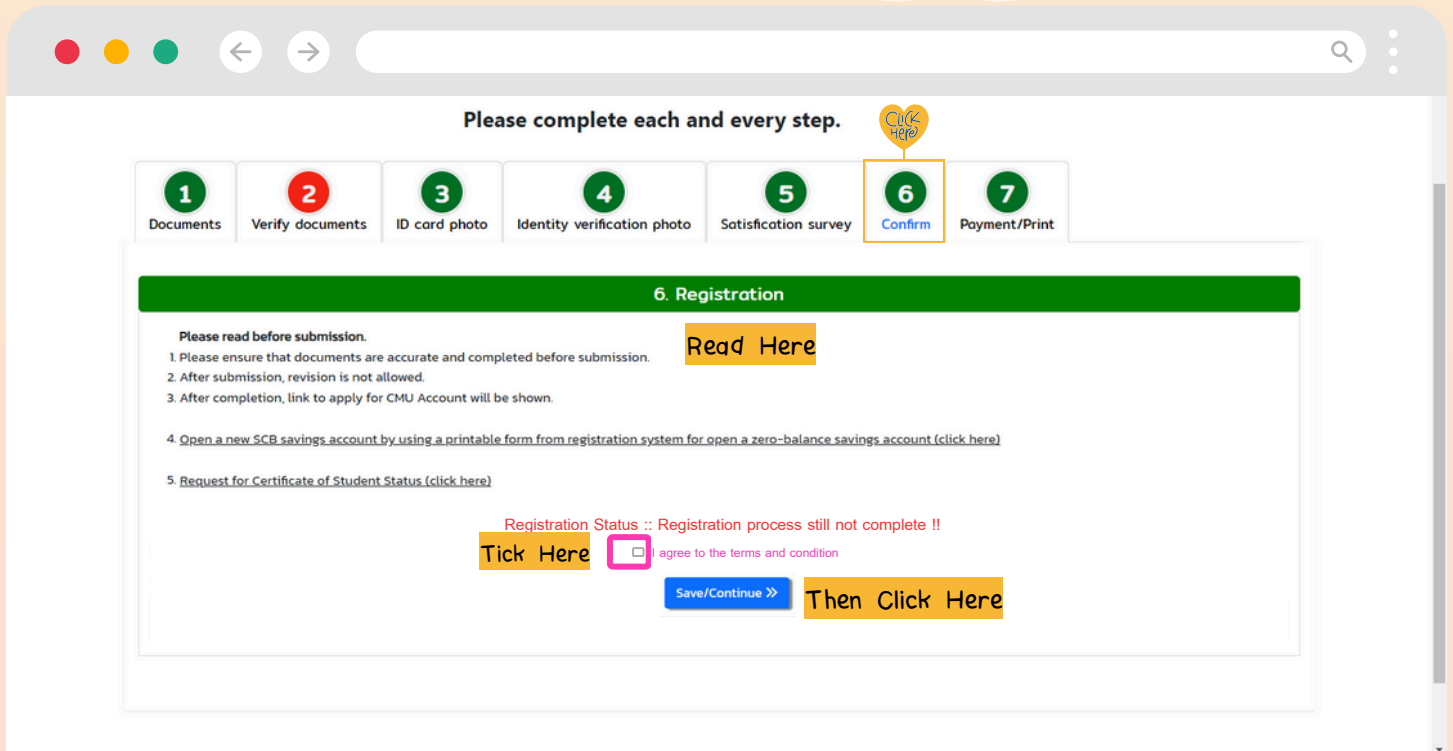 Please complete each and every step.
Click Here
1 2 3 4 5 6 7
Documents Verify documents ID card photo Identity verification photo Satisfication survey Confirm Payment/Print
6. Registration
Please read before submission.
Read Here
1. Please ensure that documents are accurate and completed before submission.
2. After submission, revision is not allowed.
3. After completion, link to apply for CMU Account will be shown.
4. Open a new SCB savings account by using a printable form from registration system for open a zero-balance savings account (click here)
5. Request for Certificate of Student Status (click here)
Registration Status :: Registration process still not complete !!
Tick Here I agree to the terms and condition
Save/Continue » Then Click Here